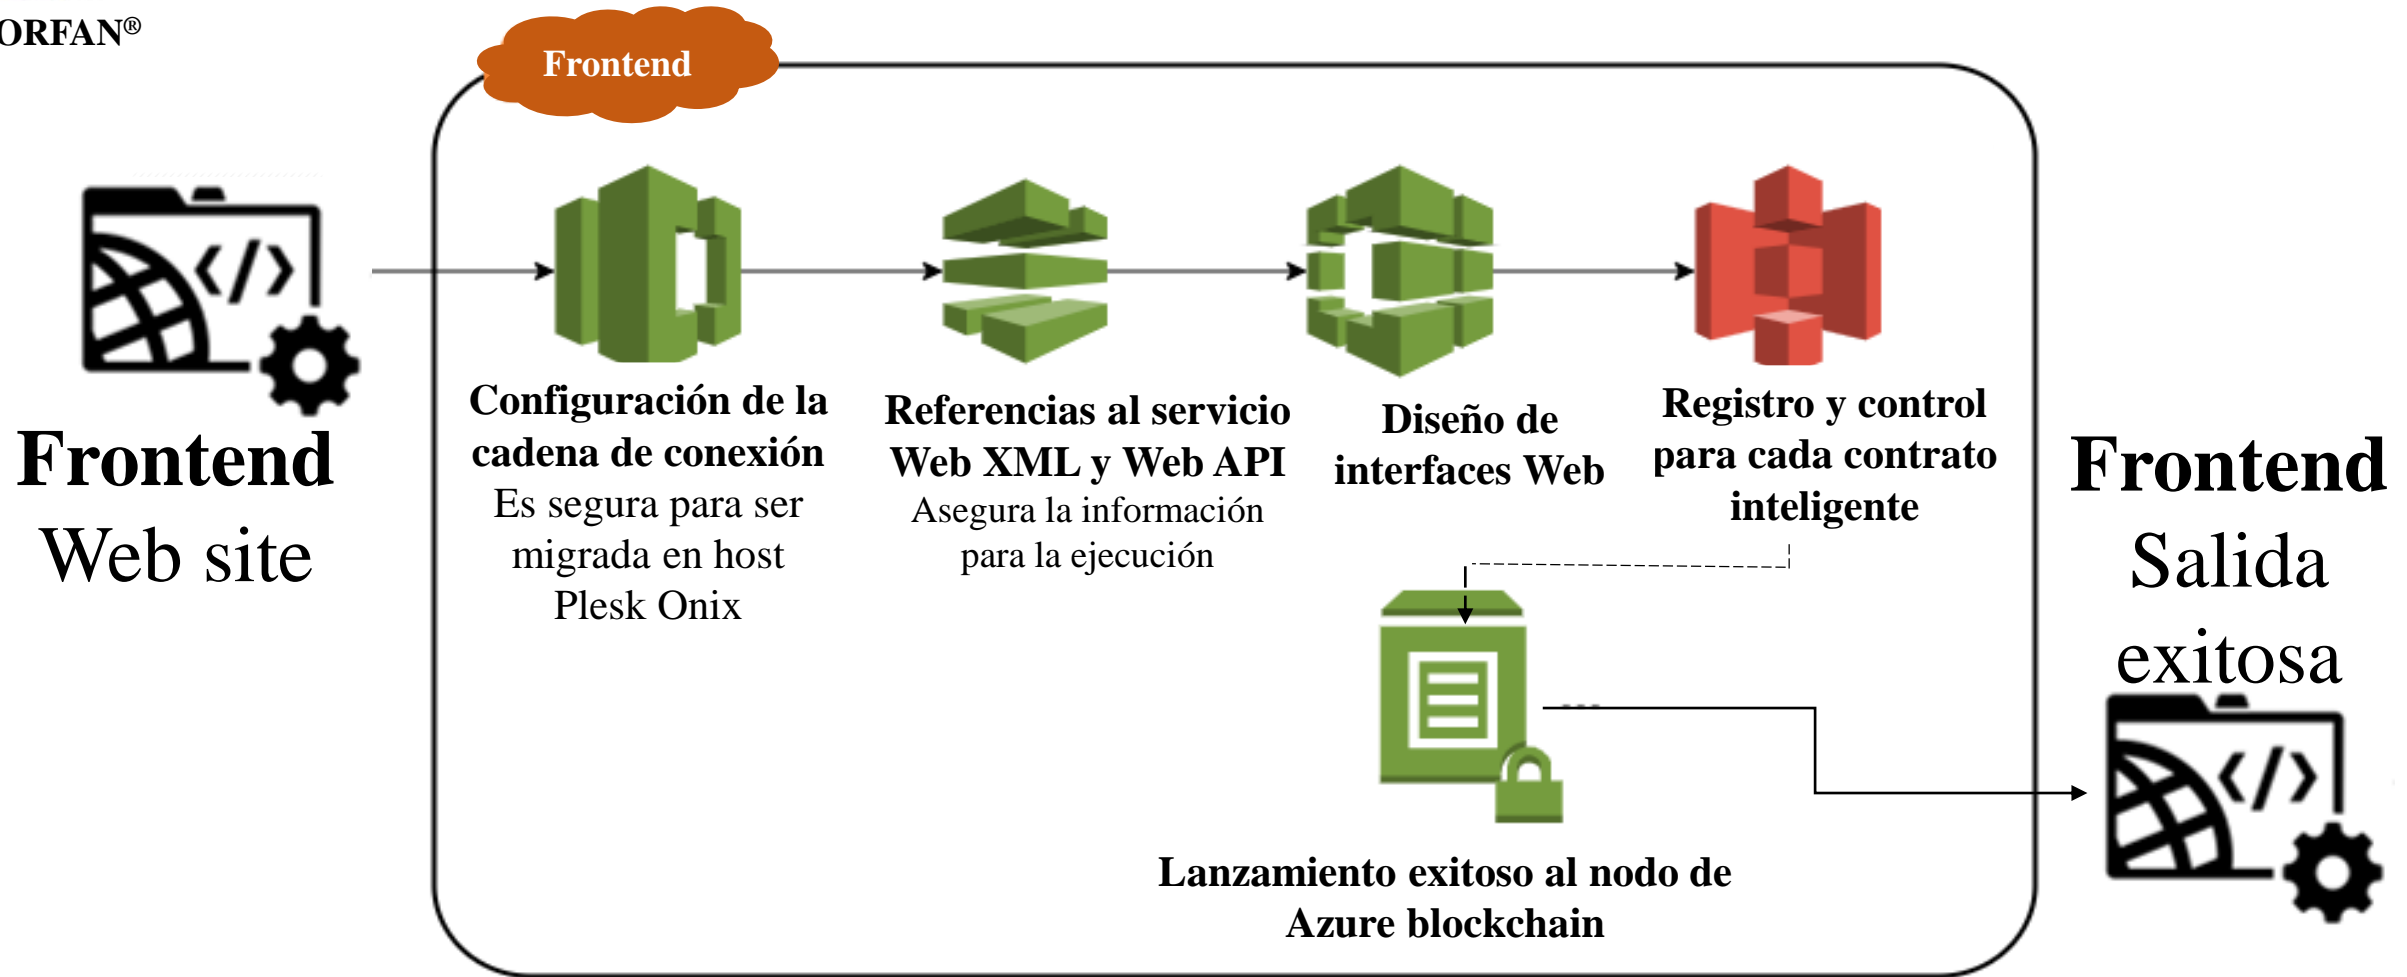 ORFAN®
Frontend
Frontend
Web site
Configuración de la
cadena de conexión
Es segura para ser
migrada en host
Plesk Onix
Referencias al servicio
Web XML y Web API
Asegura la información
para la ejecución
Diseño de
interfaces Web
Registro y control
para cada contrato
inteligente
Lanzamiento exitoso al nodo de
Azure blockchain
Frontend
Salida
exitosa